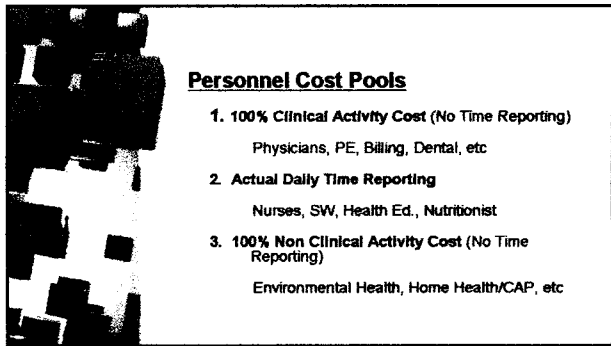 Personnel Cost Pools
1. 100% Clinical Activity Cost (No Time Reporting)
Physicians, PE, Billing, Dental, etc
2. Actual Daily Time Reporting
Nurses, SW, Health Ed., Nutritionist
3. 100% Non Clinical Activity Cost (No Time
Reporting)
Environmental Health, Home Health/CAP, etc